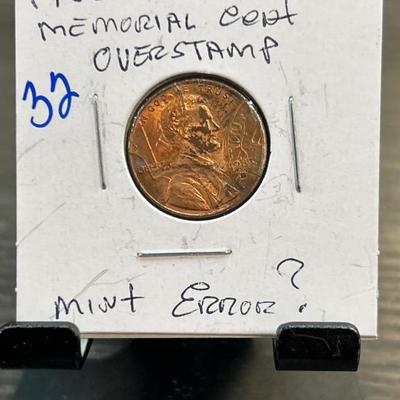 MEMORIAL CENT
OVERSTAMP
32
MINT ERROR?